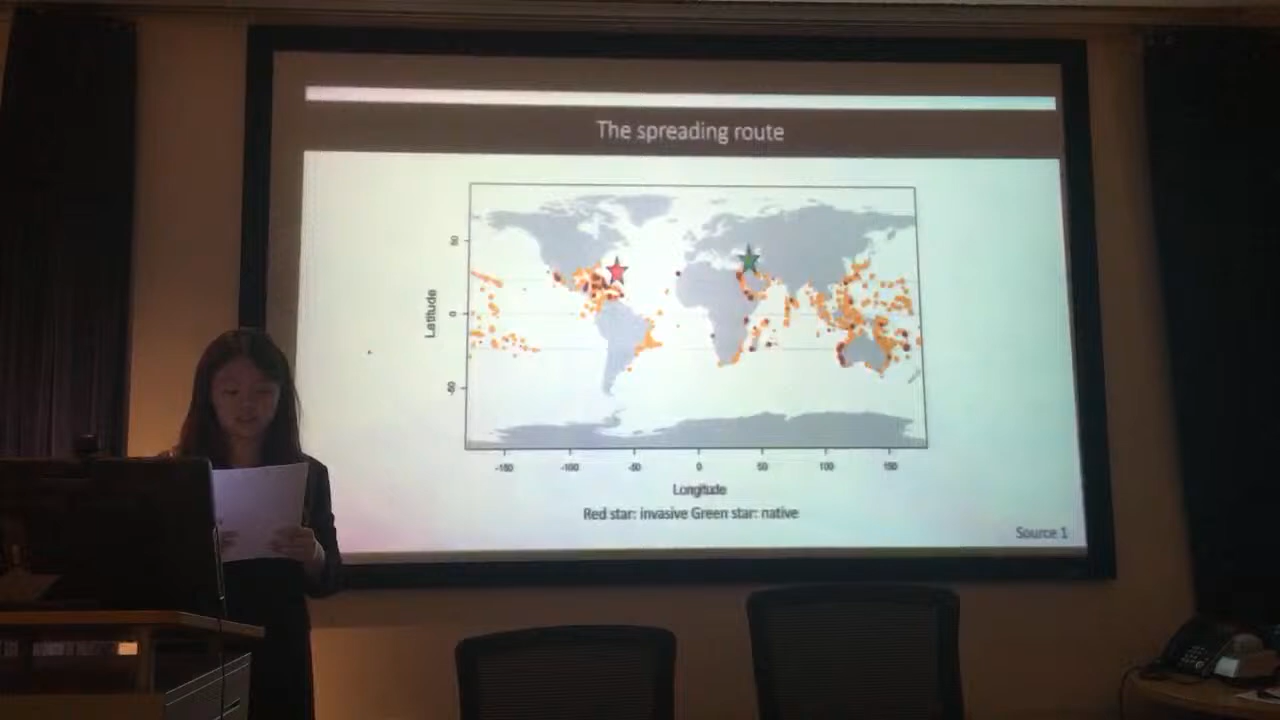 The spreading route
50
0
-50
Latitude
-150 -100 -50 0 50 100 150
Longitude
Red star: invasive Green star: native
Source 1